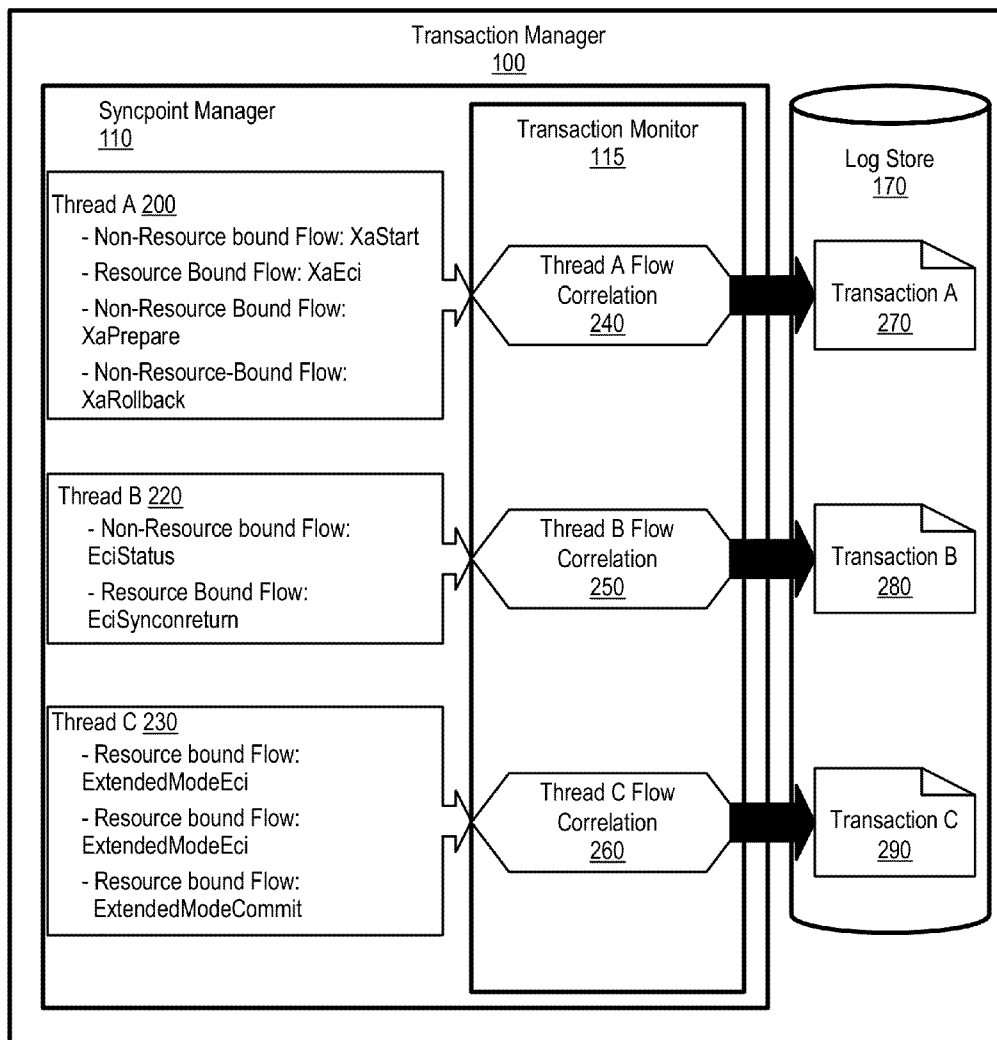 Transaction Manager
100
Syncpoint Manager
110
Transaction Monitor
115
Log Store
170
Thread A 200
- Non-Resource bound Flow: XaStart
- Resource Bound Flow: XaEci
- Non-Resource Bound Flow:
XaPrepare
- Non-Resource-Bound Flow:
XaRollback
Thread A Flow
Correlation
240
Transaction A
270
Thread B 220
- Non-Resource bound Flow:
EciStatus
- Resource Bound Flow:
EciSynconreturn
Thread B Flow
Correlation
250
Transaction B
280
Thread C 230
- Resource bound Flow:
ExtendedModeEci
- Resource bound Flow:
ExtendedModeEci
- Resource bound Flow:
ExtendedModeCommit
Thread C Flow
Correlation
260
Transaction C
290